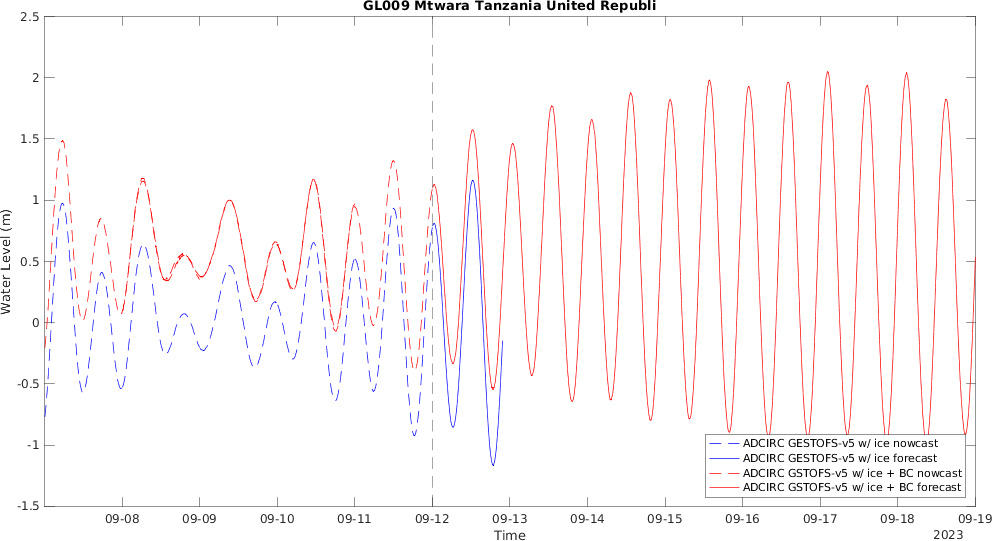 GL009 Mtwara Tanzania United Republi
2.5
2
1.5
1
0.5
0
-0.5
-1
-1.5
Water Level (m)
09-08 09-09 09-10 09-11 09-12 09-13 09-14 09-15 09-16 09-17 09-18 09-19
Time
2023
ADCIRC GESTOFS-v5 w/ ice nowcast
ADCIRC GESTOFS-v5 w/ ice forecast
ADCIRC GSTOFS-v5 w/ ice + BC nowcast
ADCIRC GSTOFS-v5 w/ ice + BC forecast